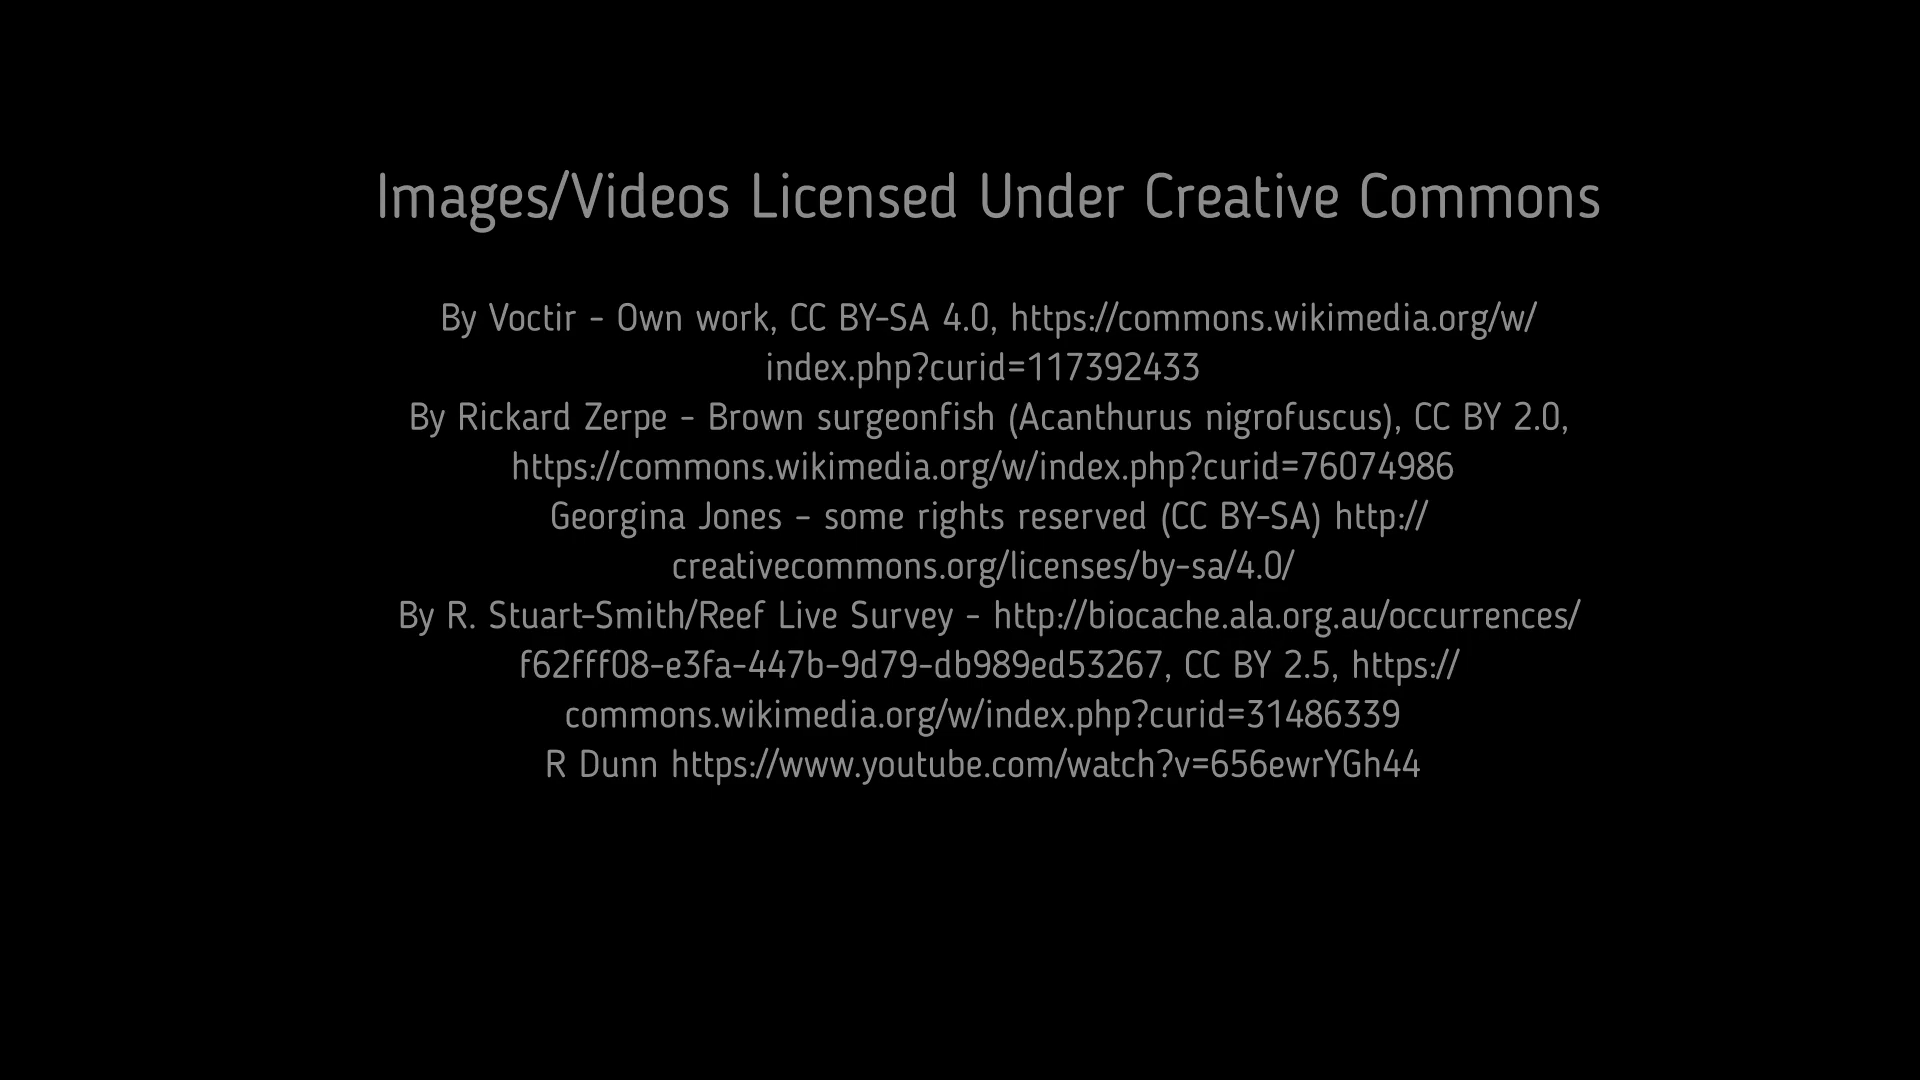 Images/Videos Licensed Under Creative Commons
By Voctir - Own work, CC BY-SA 4.0, https://commons.wikimedia.org/w/
index.php?curid=117392433
By Rickard Zerpe - Brown surgeonfish (Acanthurus nigrofuscus), CC BY 2.0,
https://commons.wikimedia.org/w/index.php?curid=76074986
Georgina Jones – some rights reserved (CC BY-SA) http://
creativecommons.org/licenses/by-sa/4.0/
By R. Stuart-Smith/Reef Live Survey - http://biocache.ala.org.au/occurrences/
f62fff08-e3fa-447b-9d79-db989ed53267, CC BY 2.5, https://
commons.wikimedia.org/w/index.php?curid=31486339
R Dunn https://www.youtube.com/watch?v=656ewrYGh44